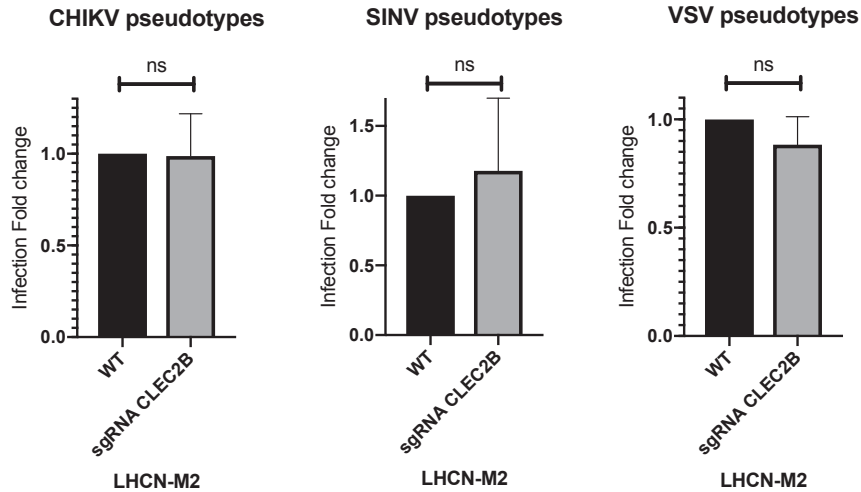 CHIKV pseudotypes
ns
Infection Fold change
1.0
0.5
0.0
WT
sgRNA CLEC2B
LHCN-M2
SINV pseudotypes
ns
Infection Fold change
1.5
1.0
0.5
0.0
WT
sgRNA CLEC2B
LHCN-M2
VSV pseudotypes
ns
Infection Fold change
1.0
0.5
0.0
WT
sgRNA CLEC2B
LHCN-M2